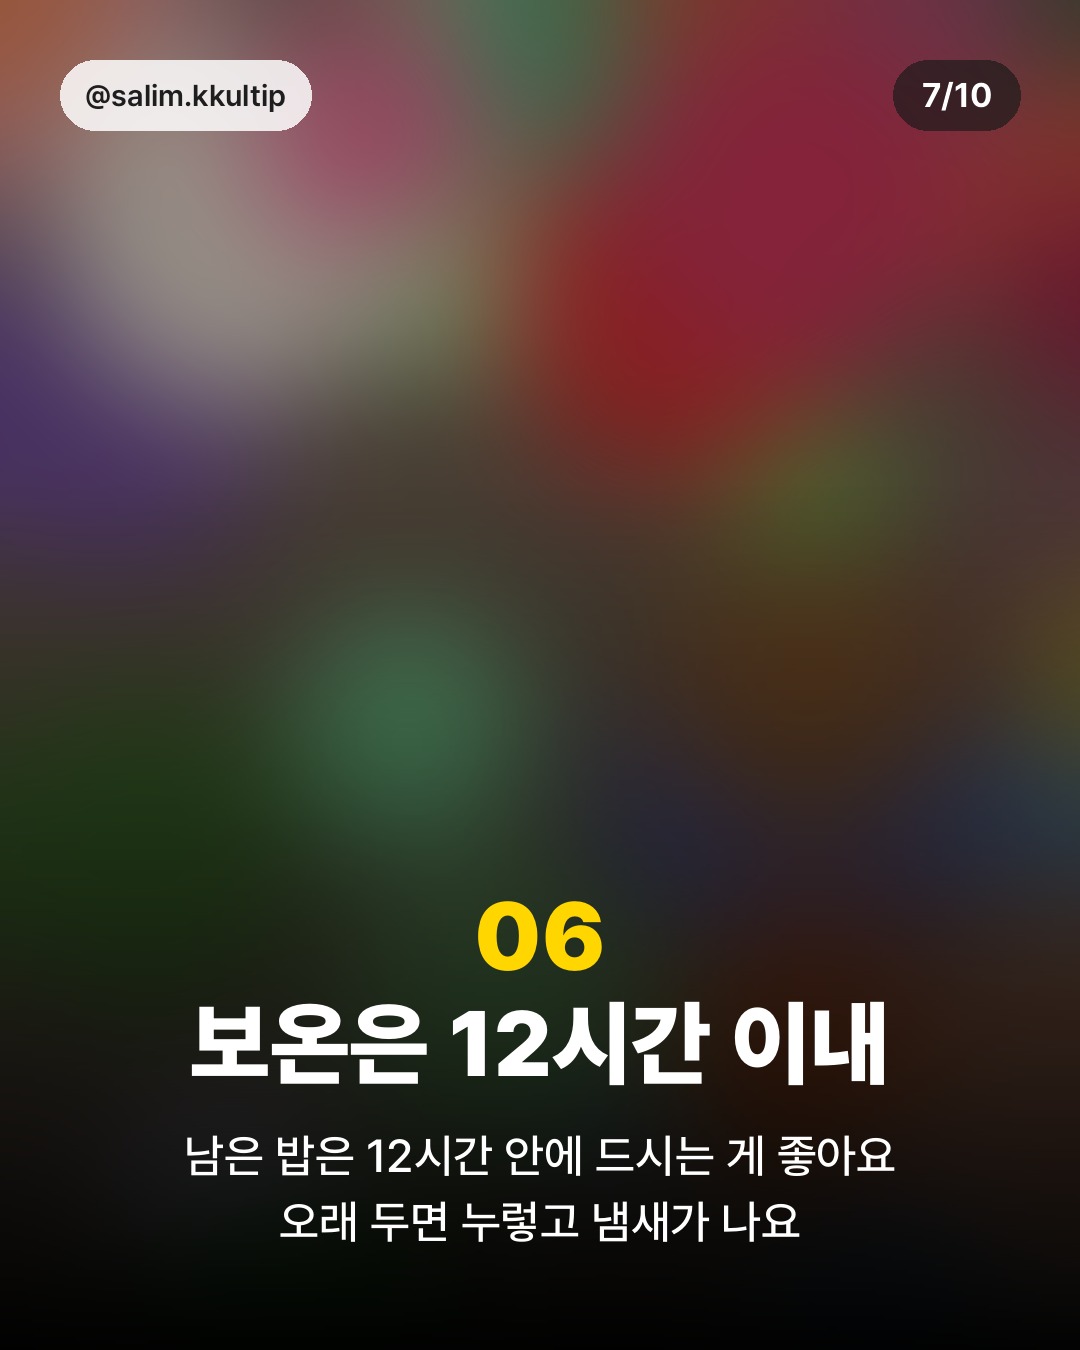 @salim.kkultip
7/10
06
보온은 12시간 이내
남은 밥은 12시간 안에 드시는 게 좋아요
오래 두면 누렇고 냄새가 나요